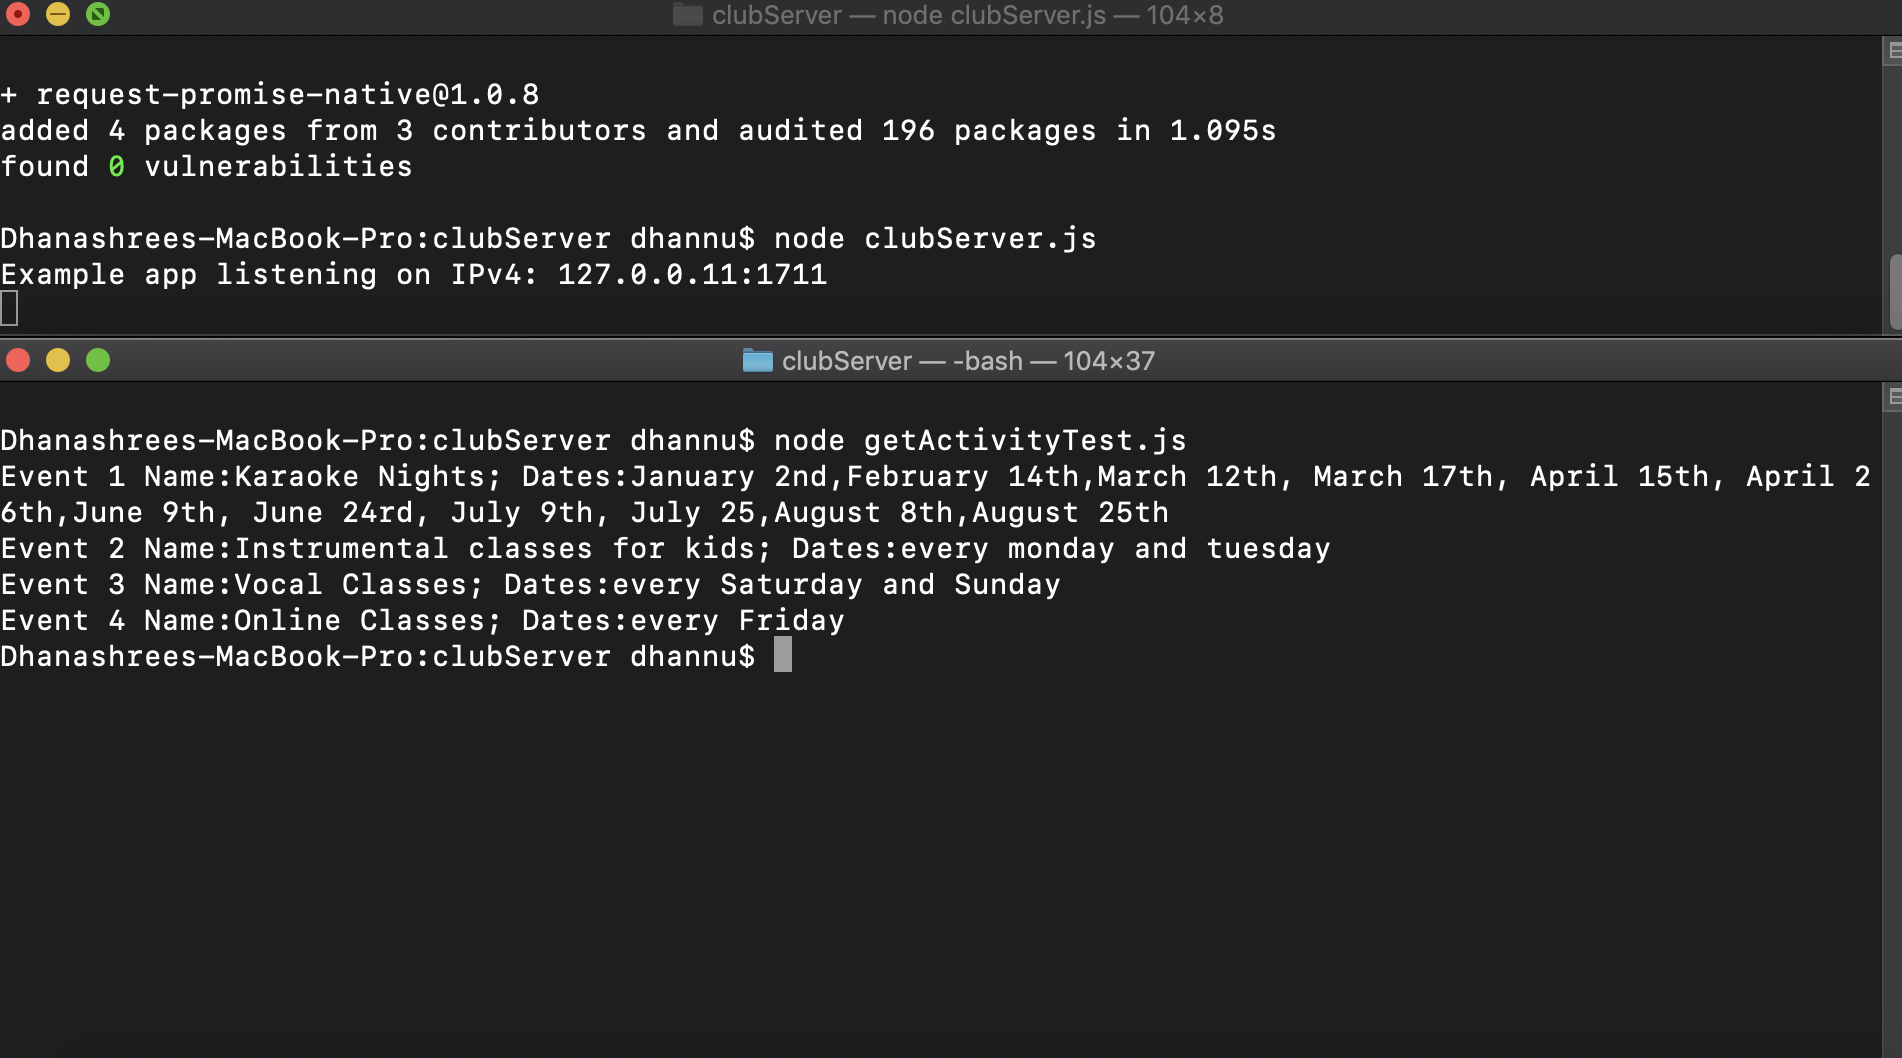 clubServer — node clubServer.js — 104×8
+ request-promise-native@1.0.8
added 4 packages from 3 contributors and audited 196 packages in 1.095s
found 0 vulnerabilities
Dhanashrees-MacBook-Pro:clubServer dhannu$ node clubServer.js
Example app listening on IPv4: 127.0.0.11:1711
clubServer — -bash — 104×37
Dhanashrees-MacBook-Pro:clubServer dhannu$ node getActivityTest.js
Event 1 Name:Karaoke Nights; Dates:January 2nd,February 14th,March 12th, March 17th, April 15th, April 2
6th,June 9th, June 24rd, July 9th, July 25,August 8th,August 25th
Event 2 Name:Instrumental classes for kids; Dates:every monday and tuesday
Event 3 Name:Vocal Classes; Dates:every Saturday and Sunday
Event 4 Name:Online Classes; Dates:every Friday
Dhanashrees-MacBook-Pro:clubServer dhannu$